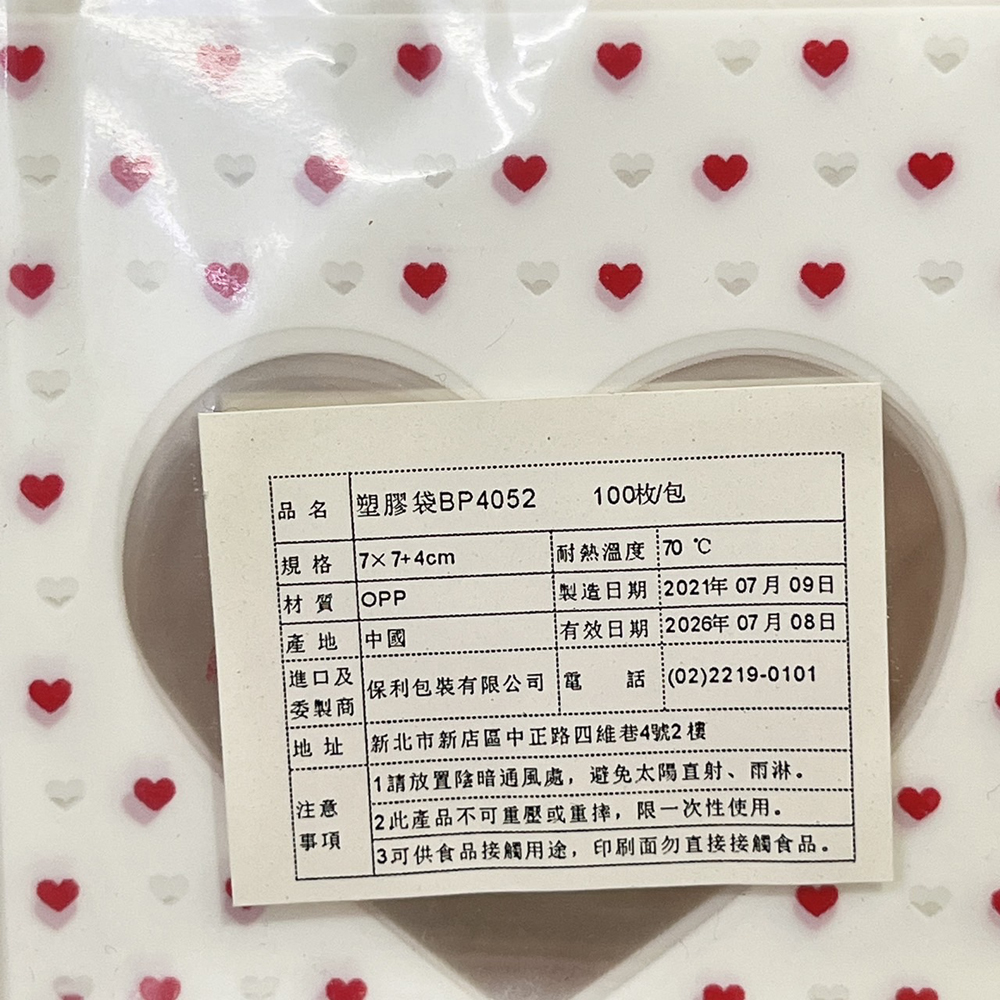 品名 塑膠袋BP4052 100枚/包
規格 7×7+4cm 耐熱溫度 70 ℃
材質 OPP 製造日期 2021年07月09日
產地 中國 有效日期 2026年07月08日
進口及委製商 保利包裝有限公司 電話 (02)2219-0101
地址 新北市新店區中正路四維巷4號2樓
注意事項
1請放置陰暗通風處，避免太陽直射、雨淋。
2此產品不可重壓或重摔，限一次性使用。
3可供食品接觸用途，印刷面勿直接接觸食品。